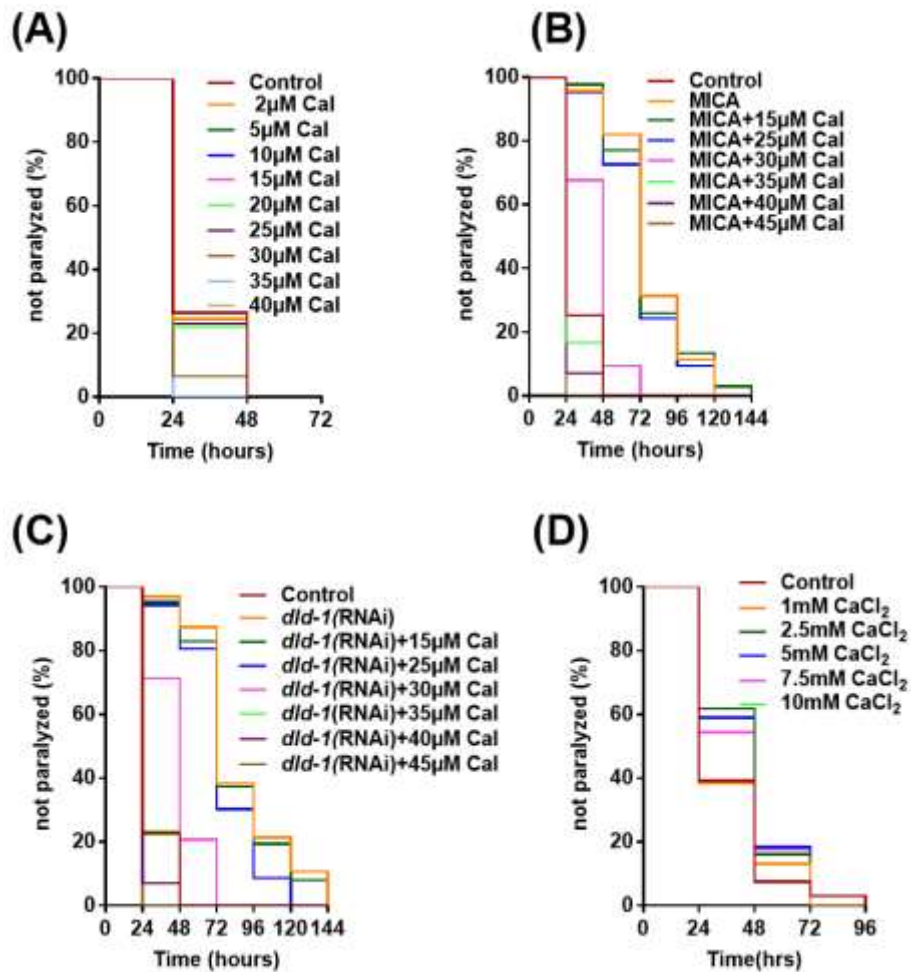 (A)
not paralyzed (%)
100
80
60
40
20
0
0 24 48 72
Time (hours)
Control
2µM Cal
5µM Cal
10µM Cal
15µM Cal
20µM Cal
25µM Cal
30µM Cal
35µM Cal
40µM Cal
(B)
not paralyzed (%)
100
80
60
40
20
0
0 24 48 72 96 120 144
Time (hours)
Control
MICA
MICA+15µM Cal
MICA+25µM Cal
MICA+30µM Cal
MICA+35µM Cal
MICA+40µM Cal
MICA+45µM Cal
(C)
not paralyzed (%)
100
80
60
40
20
0
0 24 48 72 96 120 144
Time (hours)
Control
dld-1(RNAi)
dld-1(RNAi)+15µM Cal
dld-1(RNAi)+25µM Cal
dld-1(RNAi)+30µM Cal
dld-1(RNAi)+35µM Cal
dld-1(RNAi)+40µM Cal
dld-1(RNAi)+45µM Cal
(D)
not paralyzed (%)
100
80
60
40
20
0
0 24 48 72 96
Time(hrs)
Control
1mM CaCl₂
2.5mM CaCl₂
5mM CaCl₂
7.5mM CaCl₂
10mM CaCl₂